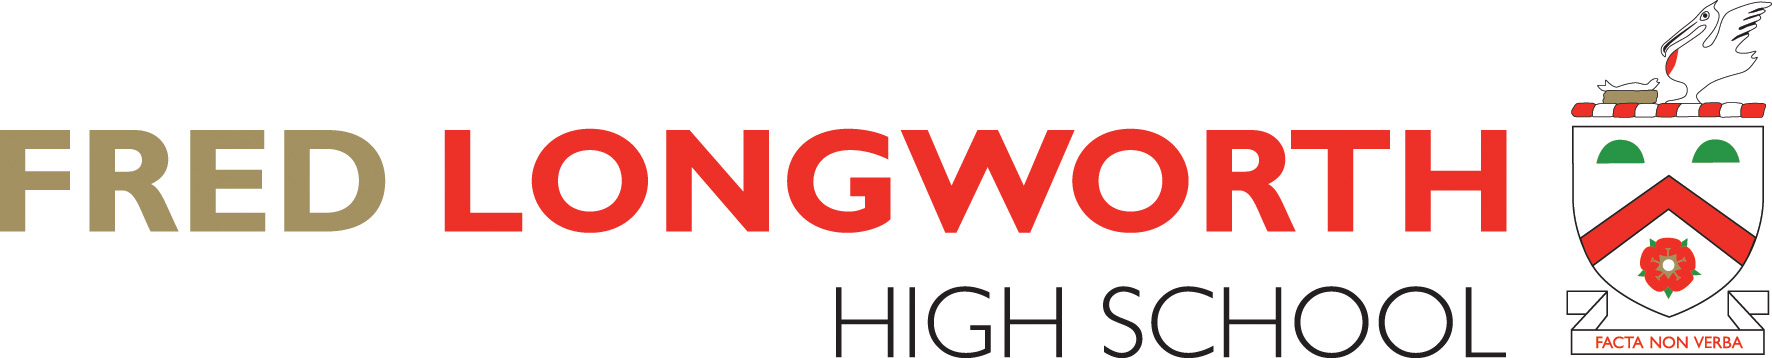 FRED LONGWORTH
HIGH SCHOOL
FACTA NON VERBA